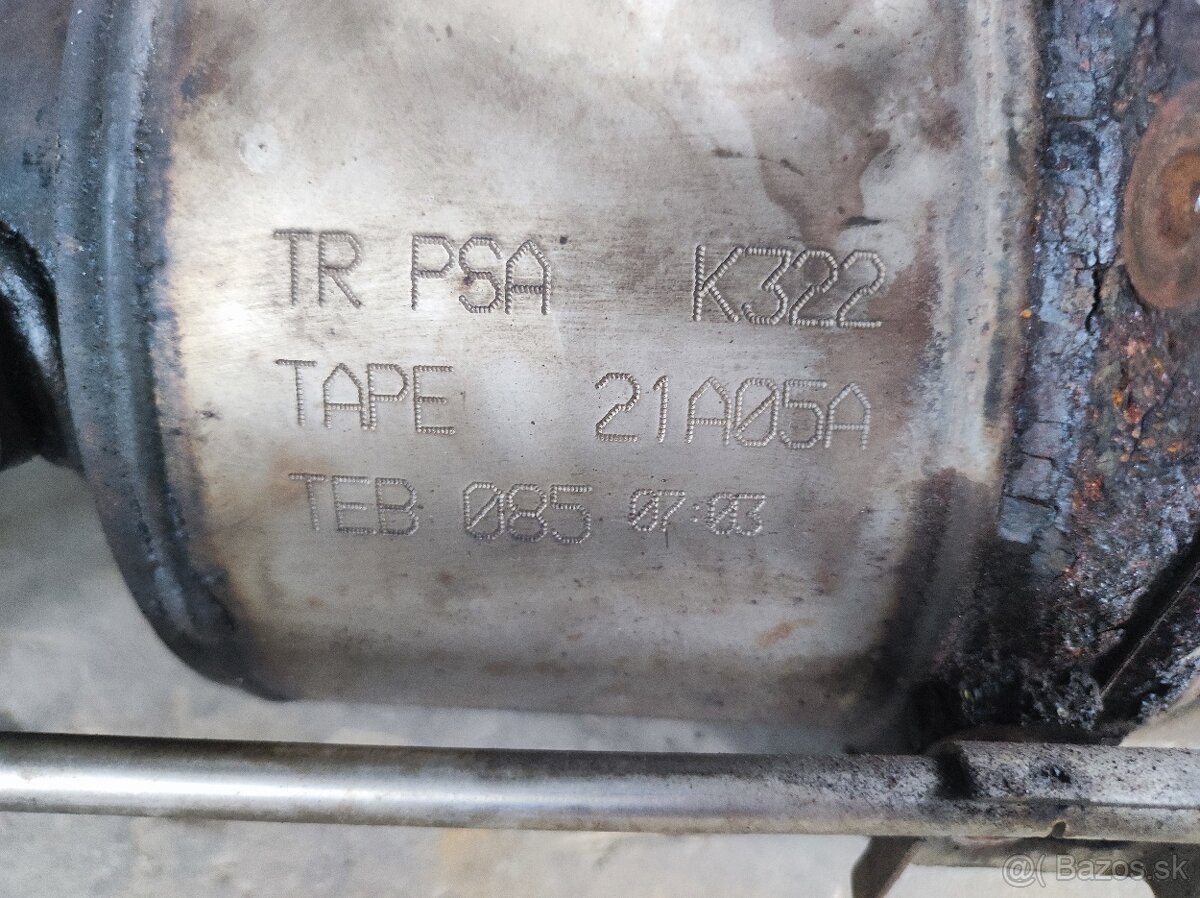 TR PSA K322
TAPE 21A05A
TEB 085 07:03
@( Bazos.sk